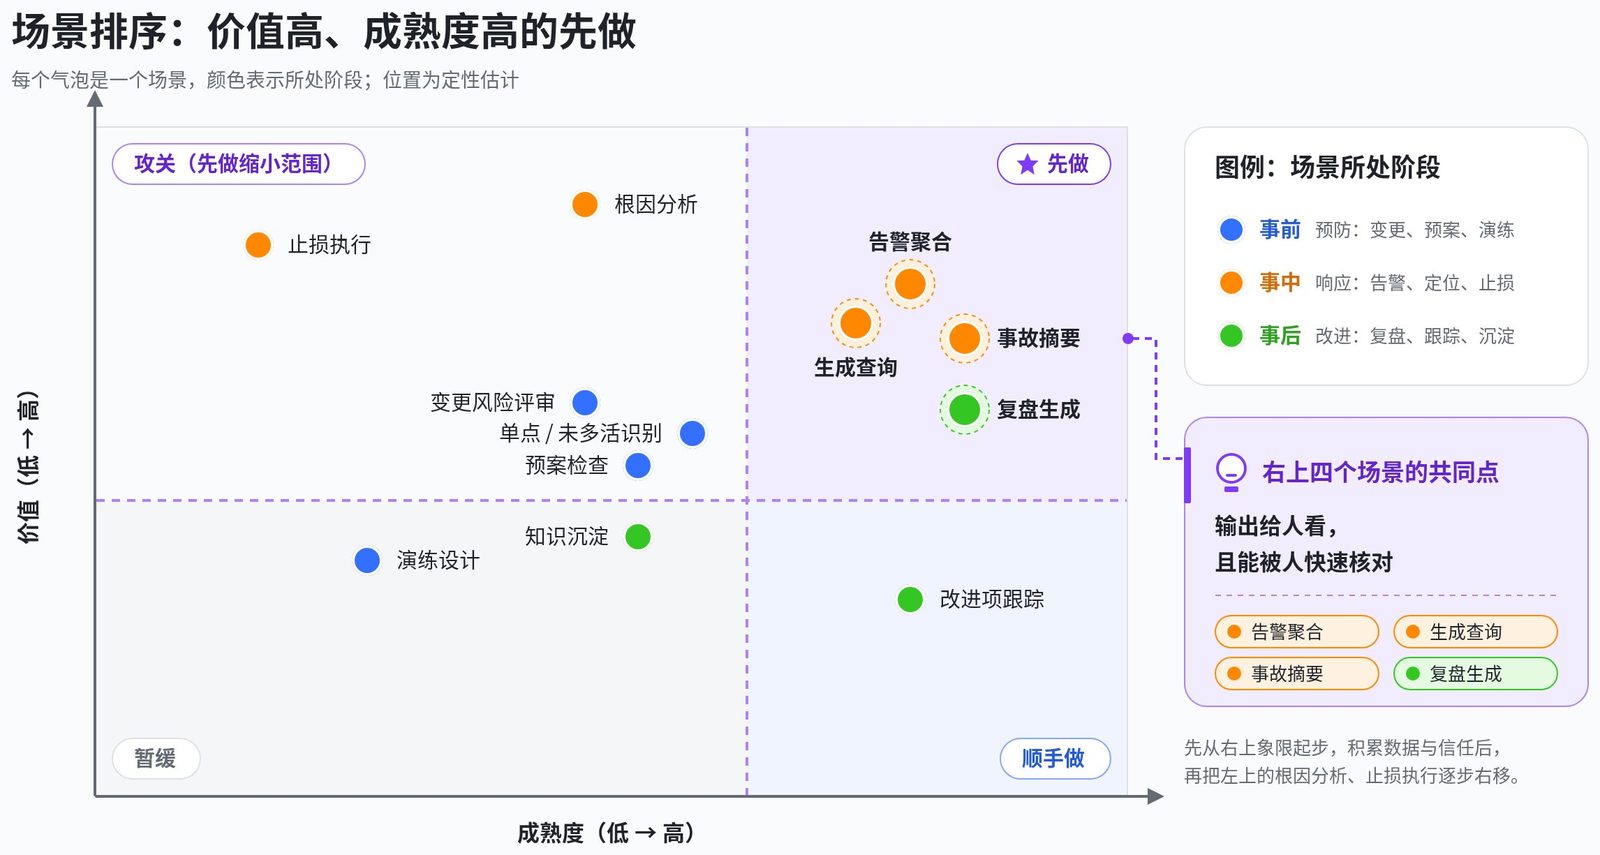 场景排序：价值高、成熟度高的先做
每个气泡是一个场景，颜色表示所处阶段；位置为定性估计
攻关（先做缩小范围）
★ 先做
根因分析
止损执行
告警聚合
生成查询
事故摘要
复盘生成
变更风险评审
单点 / 未多活识别
预案检查
知识沉淀
演练设计
改进项跟踪
暂缓
顺手做
价值（低 → 高）
成熟度（低 → 高）
图例：场景所处阶段
事前 预防：变更、预案、演练
事中 响应：告警、定位、止损
事后 改进：复盘、跟踪、沉淀
右上四个场景的共同点
输出给人看，
且能被人快速核对
告警聚合
生成查询
事故摘要
复盘生成
先从右上象限起步，积累数据与信任后，
再把左上的根因分析、止损执行逐步右移。